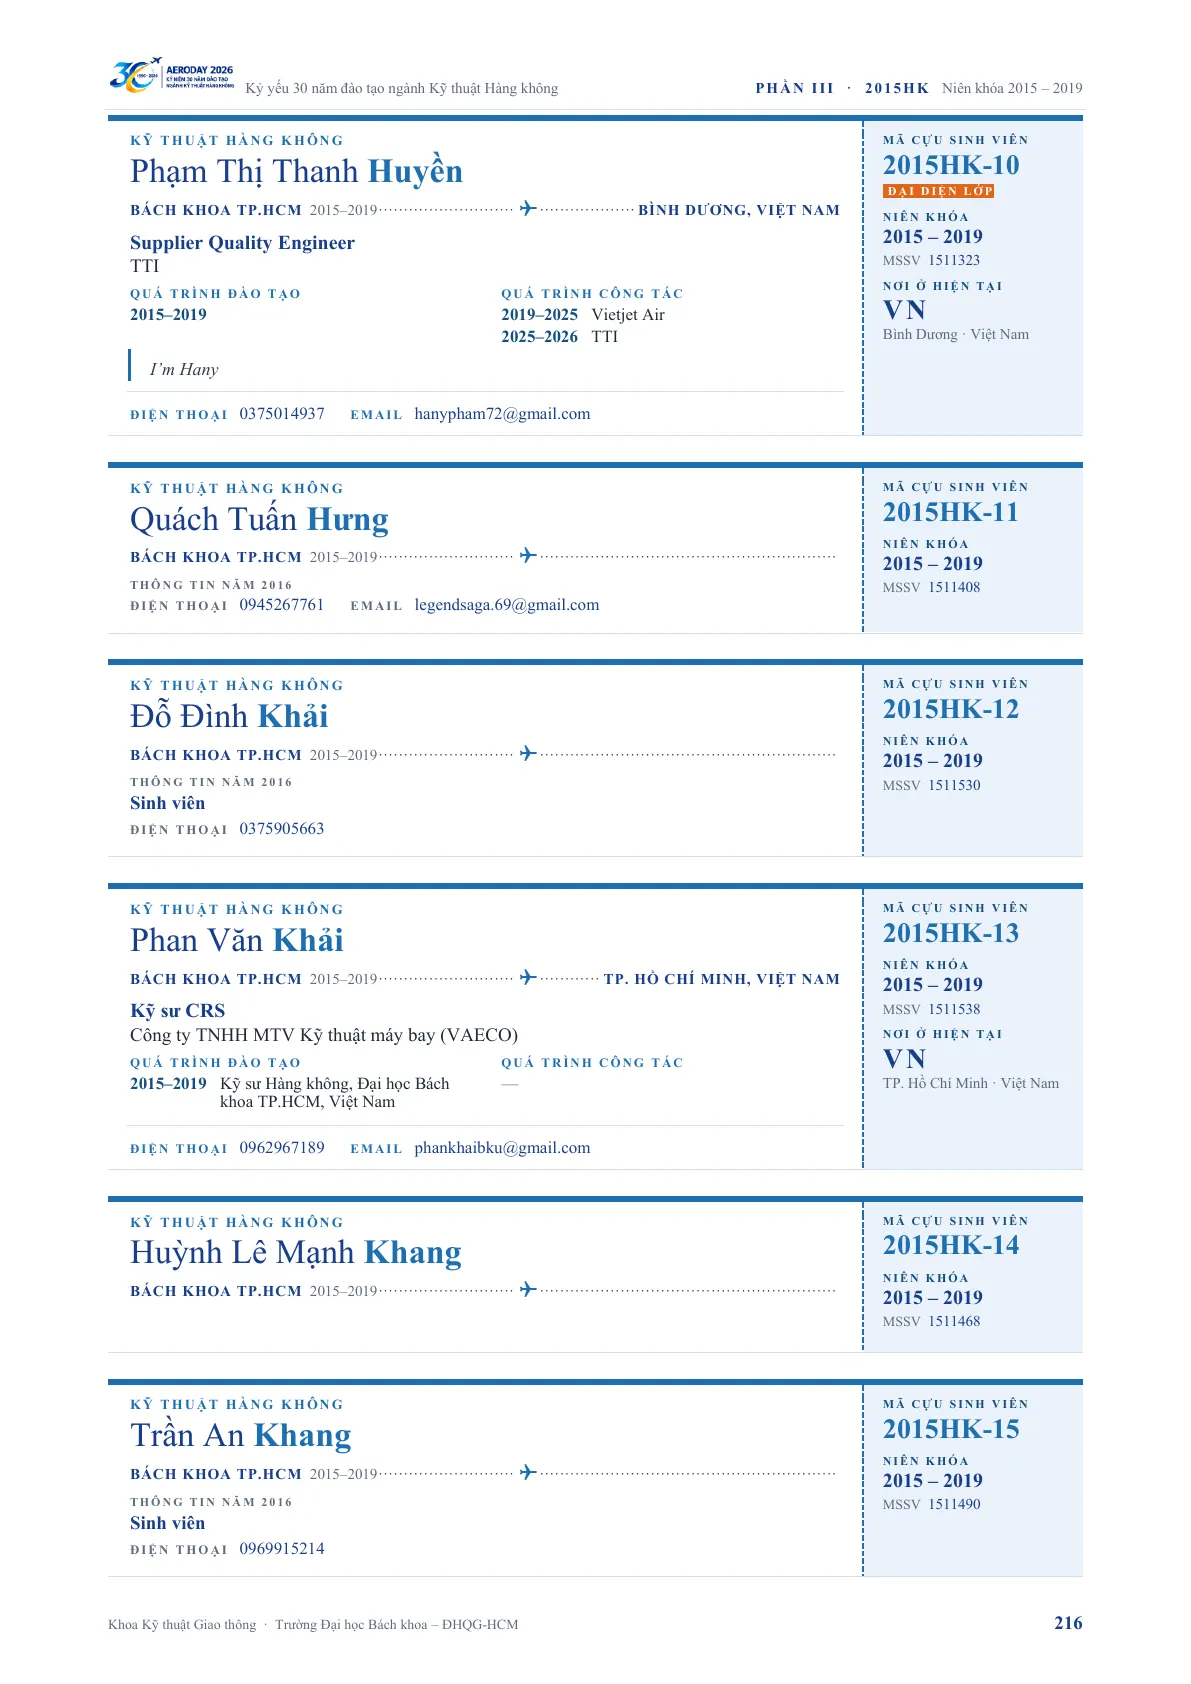 AERODAY 2026
1996 - 2026
KỶ NIỆM 30 NĂM ĐÀO TẠO
NGÀNH KỸ THUẬT HÀNG KHÔNG
Kỷ yếu 30 năm đào tạo ngành Kỹ thuật Hàng không
PHẦN III · 2015HK Niên khóa 2015 – 2019
KỸ THUẬT HÀNG KHÔNG
Phạm Thị Thanh Huyền
BÁCH KHOA TP.HCM 2015–2019 BÌNH DƯƠNG, VIỆT NAM
Supplier Quality Engineer
TTI
QUÁ TRÌNH ĐÀO TẠO
2015–2019
QUÁ TRÌNH CÔNG TÁC
2019–2025 Vietjet Air
2025–2026 TTI
I’m Hany
ĐIỆN THOẠI 0375014937 EMAIL hanypham72@gmail.com
MÃ CỰU SINH VIÊN
2015HK-10
ĐẠI DIỆN LỚP
NIÊN KHÓA
2015 – 2019
MSSV 1511323
NƠI Ở HIỆN TẠI
VN
Bình Dương · Việt Nam
KỸ THUẬT HÀNG KHÔNG
Quách Tuấn Hưng
BÁCH KHOA TP.HCM 2015–2019
THÔNG TIN NĂM 2016
ĐIỆN THOẠI 0945267761 EMAIL legendsaga.69@gmail.com
MÃ CỰU SINH VIÊN
2015HK-11
NIÊN KHÓA
2015 – 2019
MSSV 1511408
KỸ THUẬT HÀNG KHÔNG
Đỗ Đình Khải
BÁCH KHOA TP.HCM 2015–2019
THÔNG TIN NĂM 2016
Sinh viên
ĐIỆN THOẠI 0375905663
MÃ CỰU SINH VIÊN
2015HK-12
NIÊN KHÓA
2015 – 2019
MSSV 1511530
KỸ THUẬT HÀNG KHÔNG
Phan Văn Khải
BÁCH KHOA TP.HCM 2015–2019 TP. HỒ CHÍ MINH, VIỆT NAM
Kỹ sư CRS
Công ty TNHH MTV Kỹ thuật máy bay (VAECO)
QUÁ TRÌNH ĐÀO TẠO
2015–2019 Kỹ sư Hàng không, Đại học Bách
khoa TP.HCM, Việt Nam
QUÁ TRÌNH CÔNG TÁC
—
ĐIỆN THOẠI 0962967189 EMAIL phankhaibku@gmail.com
MÃ CỰU SINH VIÊN
2015HK-13
NIÊN KHÓA
2015 – 2019
MSSV 1511538
NƠI Ở HIỆN TẠI
VN
TP. Hồ Chí Minh · Việt Nam
KỸ THUẬT HÀNG KHÔNG
Huỳnh Lê Mạnh Khang
BÁCH KHOA TP.HCM 2015–2019
MÃ CỰU SINH VIÊN
2015HK-14
NIÊN KHÓA
2015 – 2019
MSSV 1511468
KỸ THUẬT HÀNG KHÔNG
Trần An Khang
BÁCH KHOA TP.HCM 2015–2019
THÔNG TIN NĂM 2016
Sinh viên
ĐIỆN THOẠI 0969915214
MÃ CỰU SINH VIÊN
2015HK-15
NIÊN KHÓA
2015 – 2019
MSSV 1511490
Khoa Kỹ thuật Giao thông · Trường Đại học Bách khoa – ĐHQG-HCM
216